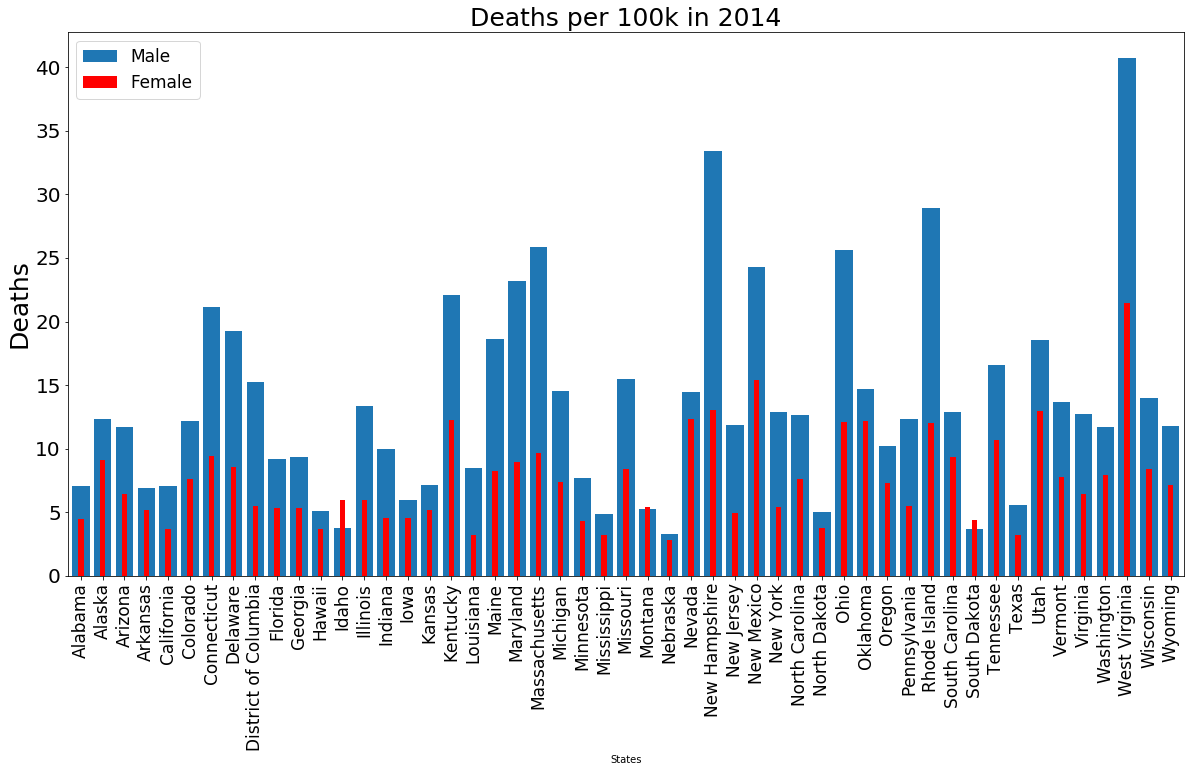 Deaths per 100k in 2014
Male
Female
Deaths
40
35
30
25
20
15
10
5
0
Alabama
Alaska
Arizona
Arkansas
California
Colorado
Connecticut
Delaware
District of Columbia
Florida
Georgia
Hawaii
Idaho
Illinois
Indiana
Iowa
Kansas
Kentucky
Louisiana
Maine
Maryland
Massachusetts
Michigan
Minnesota
Mississippi
Missouri
Montana
Nebraska
Nevada
New Hampshire
New Jersey
New Mexico
New York
North Carolina
North Dakota
Ohio
Oklahoma
Oregon
Pennsylvania
Rhode Island
South Carolina
South Dakota
Tennessee
Texas
Utah
Vermont
Virginia
Washington
West Virginia
Wisconsin
Wyoming
States